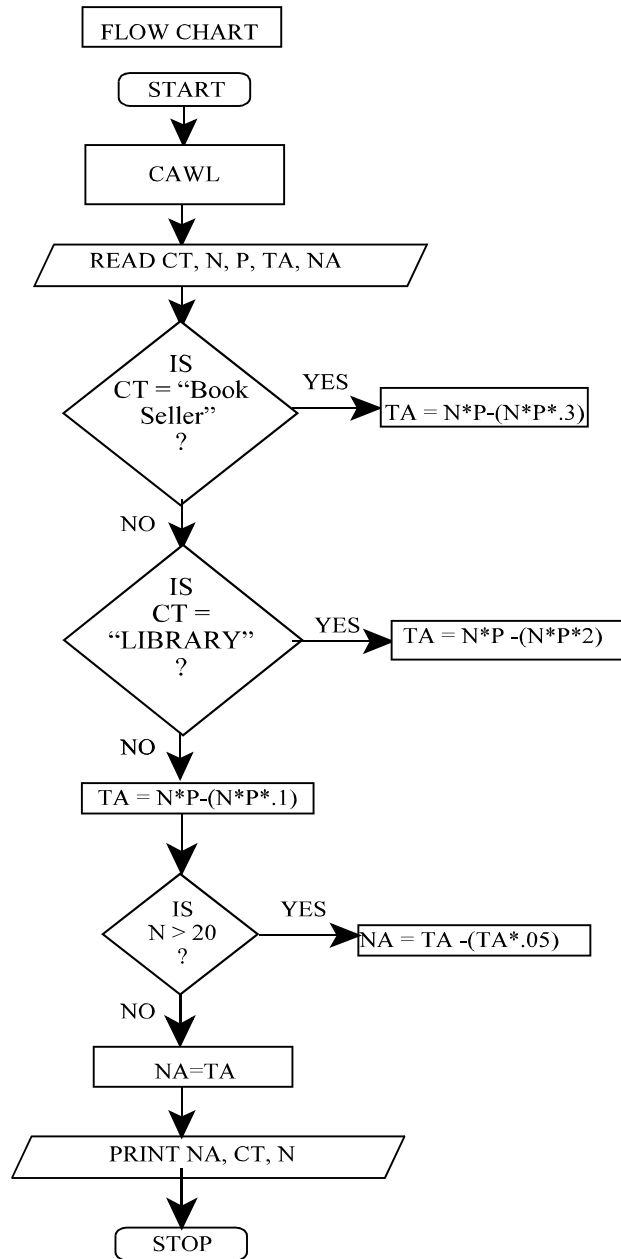 FLOW CHART
START
CAWL
READ CT, N, P, TA, NA
IS
CT = “Book
Seller”
?
YES
TA = N*P-(N*P*.3)
NO
IS
CT =
“LIBRARY”
?
YES
TA = N*P -(N*P*2)
NO
TA = N*P-(N*P*.1)
IS
N > 20
?
YES
NA = TA -(TA*.05)
NO
NA=TA
PRINT NA, CT, N
STOP